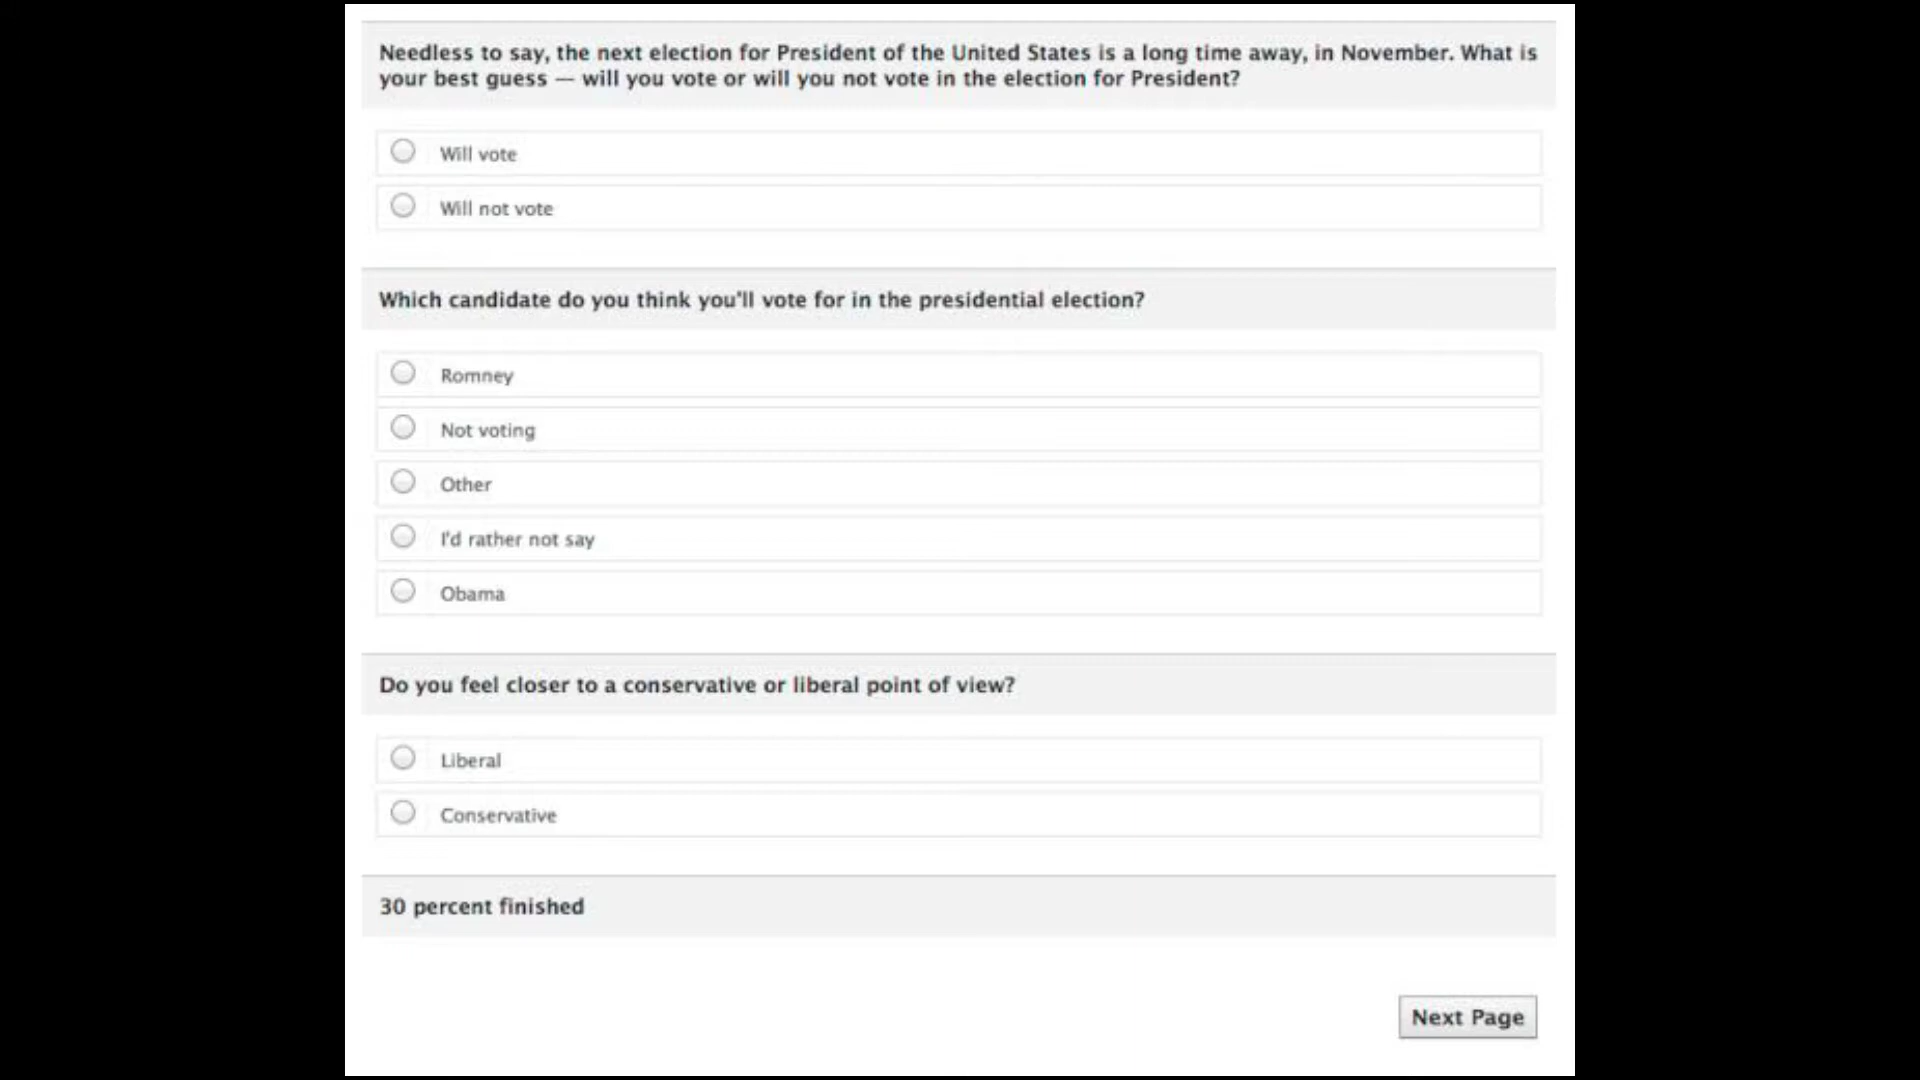 Needless to say, the next election for President of the United States is a long time away, in November. What is
your best guess — will you vote or will you not vote in the election for President?
Will vote
Will not vote
Which candidate do you think you'll vote for in the presidential election?
Romney
Not voting
Other
I'd rather not say
Obama
Do you feel closer to a conservative or liberal point of view?
Liberal
Conservative
30 percent finished
Next Page